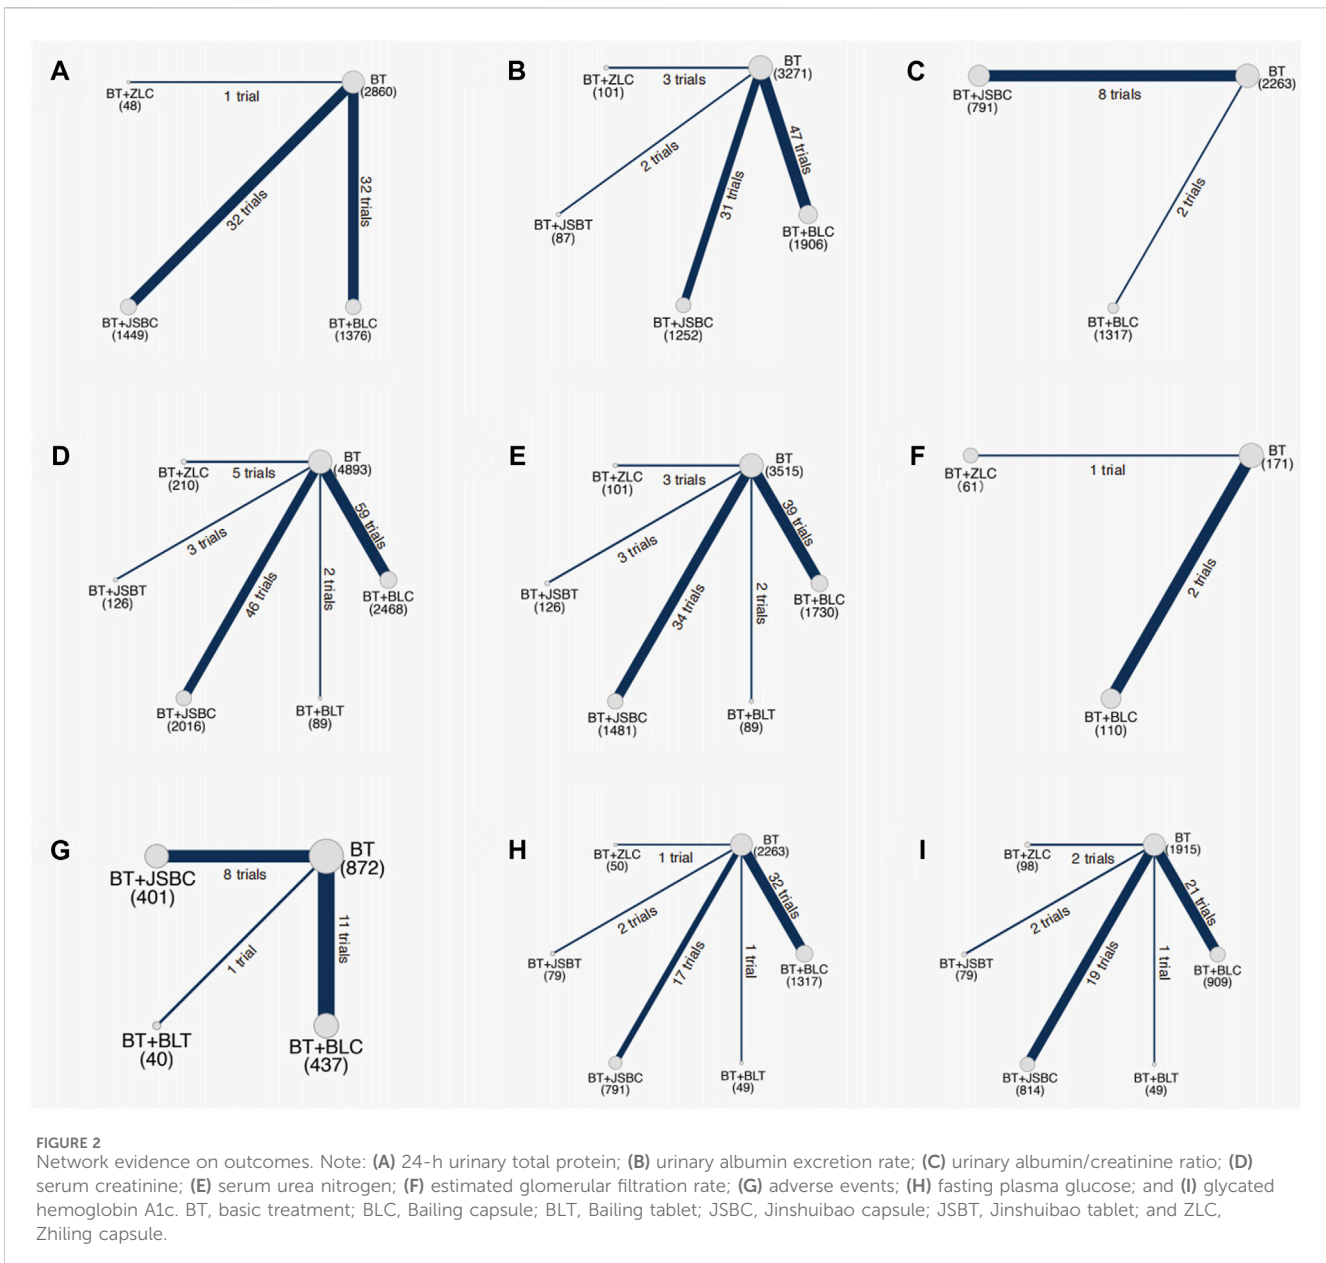 A
BT
(2860)
BT+ZLC
(48)
1 trial
32 trials
32 trials
BT+JSBC
(1449)
BT+BLC
(1376)
B
BT
(3271)
BT+ZLC
(101)
3 trials
2 trials
47 trials
31 trials
BT+JSBT
(87)
BT+BLC
(1906)
BT+JSBC
(1252)
C
BT
(2263)
BT+JSBC
(791)
8 trials
2 trials
BT+BLC
(1317)
D
BT
(4893)
BT+ZLC
(210)
5 trials
3 trials
59 trials
46 trials
2 trials
BT+JSBT
(126)
BT+BLC
(2468)
BT+JSBC
(2016)
BT+BLT
(89)
E
BT
(3515)
BT+ZLC
(101)
3 trials
3 trials
39 trials
34 trials
2 trials
BT+JSBT
(126)
BT+BLC
(1730)
BT+JSBC
(1481)
BT+BLT
(89)
F
BT
(171)
BT+ZLC
(61)
1 trial
2 trials
BT+BLC
(110)
G
BT
(872)
BT+JSBC
(401)
8 trials
11 trials
1 trial
BT+BLT
(40)
BT+BLC
(437)
H
BT
(2263)
BT+ZLC
(50)
1 trial
2 trials
32 trials
17 trials
1 trial
BT+JSBT
(79)
BT+BLC
(1317)
BT+JSBC
(791)
BT+BLT
(49)
I
BT
(1915)
BT+ZLC
(98)
2 trials
2 trials
21 trials
19 trials
1 trial
BT+JSBT
(79)
BT+BLC
(909)
BT+JSBC
(814)
BT+BLT
(49)
FIGURE 2
Network evidence on outcomes. Note: (A) 24-h urinary total protein; (B) urinary albumin excretion rate; (C) urinary albumin/creatinine ratio; (D)
serum creatinine; (E) serum urea nitrogen; (F) estimated glomerular filtration rate; (G) adverse events; (H) fasting plasma glucose; and (I) glycated
hemoglobin A1c. BT, basic treatment; BLC, Bailing capsule; BLT, Bailing tablet; JSBC, Jinshuibao capsule; JSBT, Jinshuibao tablet; and ZLC,
Zhiling capsule.